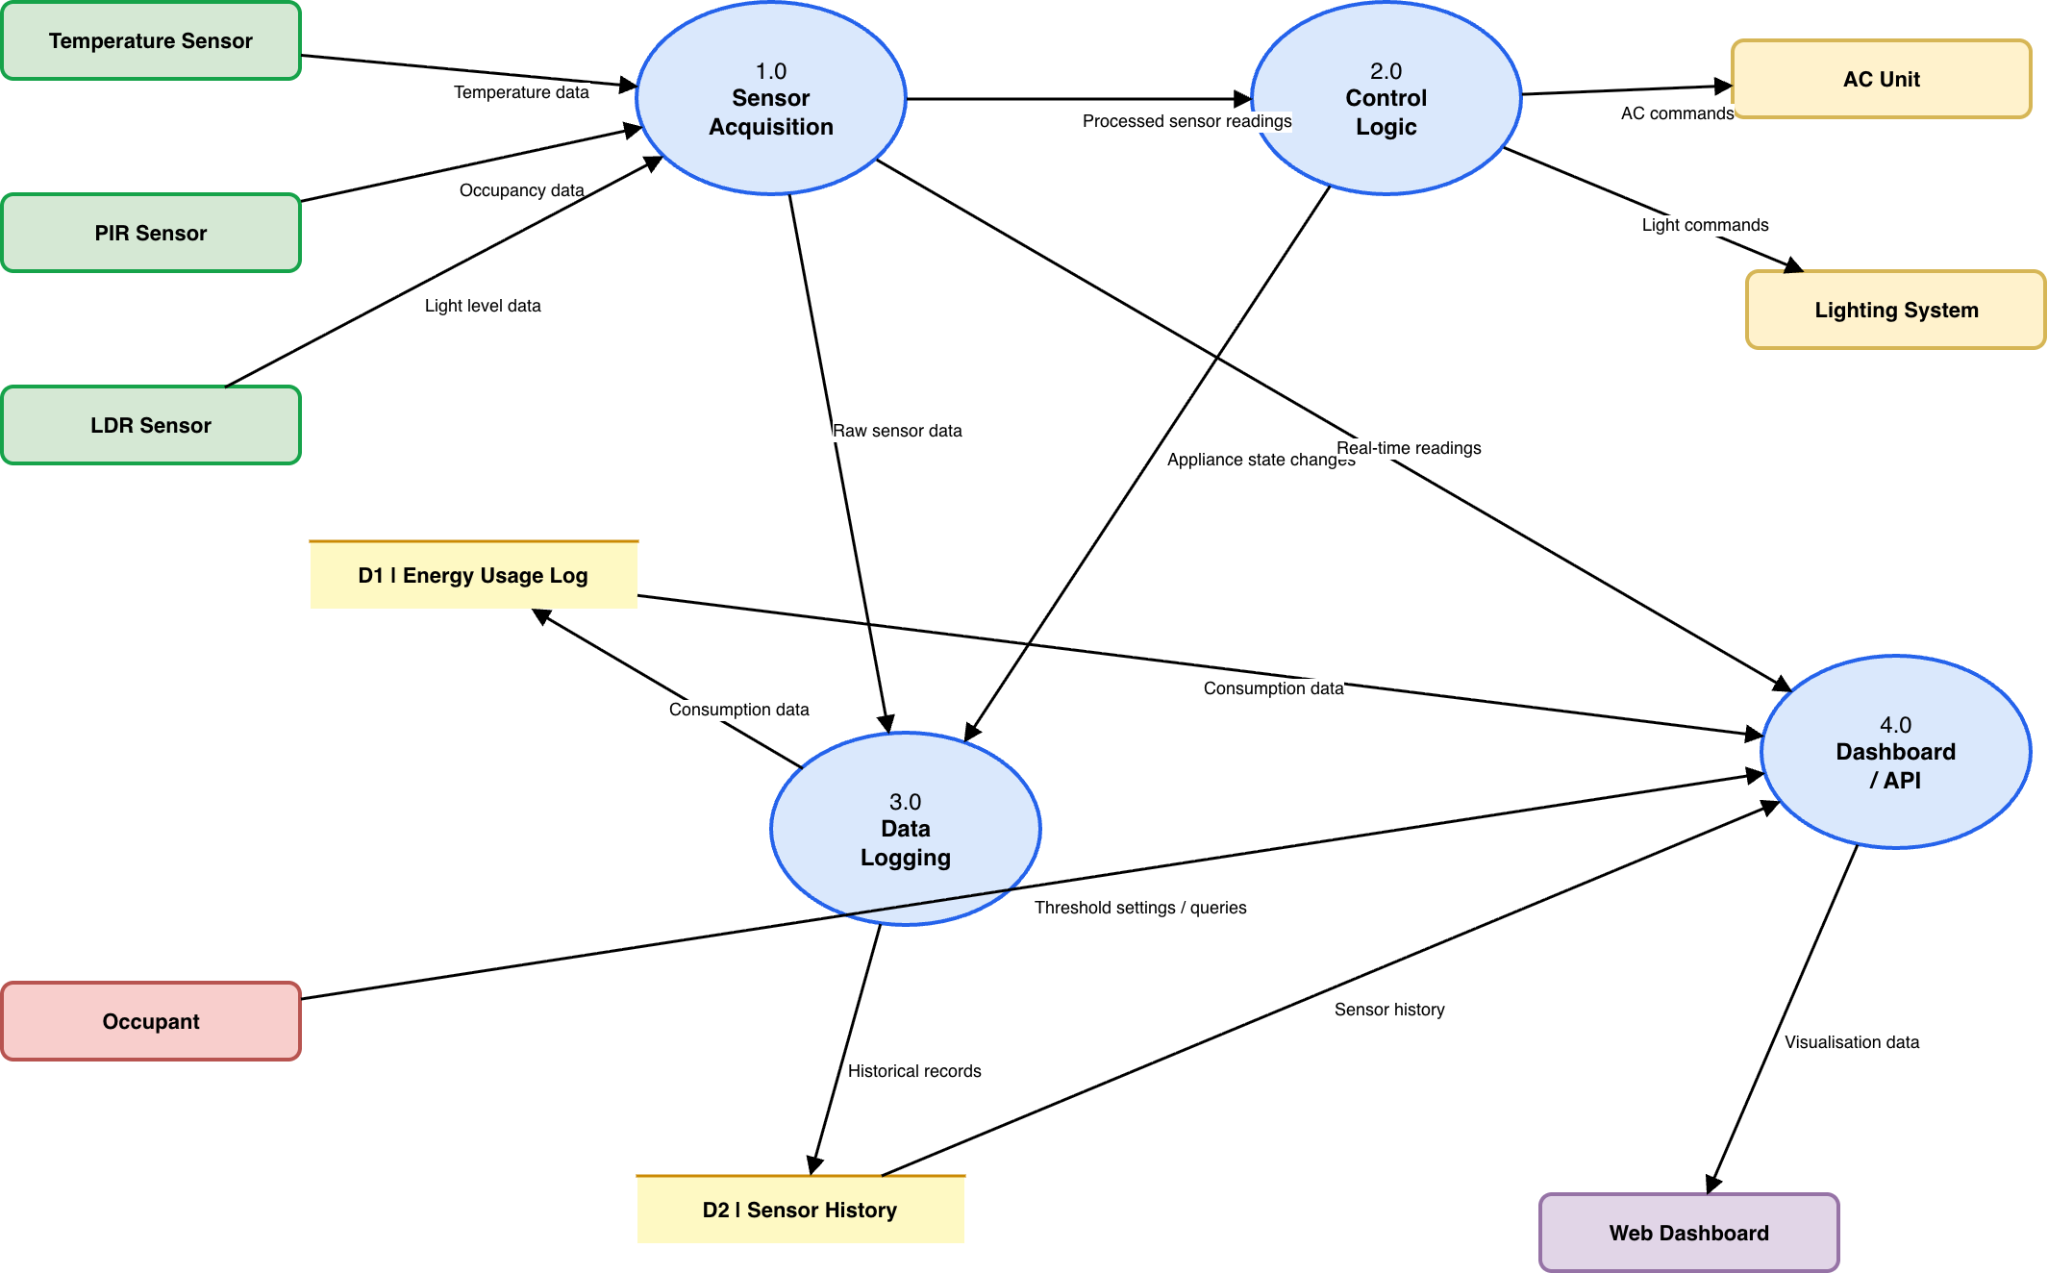 Temperature Sensor
1.0
Sensor
Acquisition
2.0
Control
Logic
AC Unit
Temperature data
Processed sensor readings
AC commands
Occupancy data
PIR Sensor
Light commands
Light level data
Lighting System
LDR Sensor
Raw sensor data
Appliance state changes
Real-time readings
D1 | Energy Usage Log
Consumption data
Consumption data
4.0
Dashboard
/ API
3.0
Data
Logging
Threshold settings / queries
Occupant
Sensor history
Visualisation data
Historical records
D2 | Sensor History
Web Dashboard